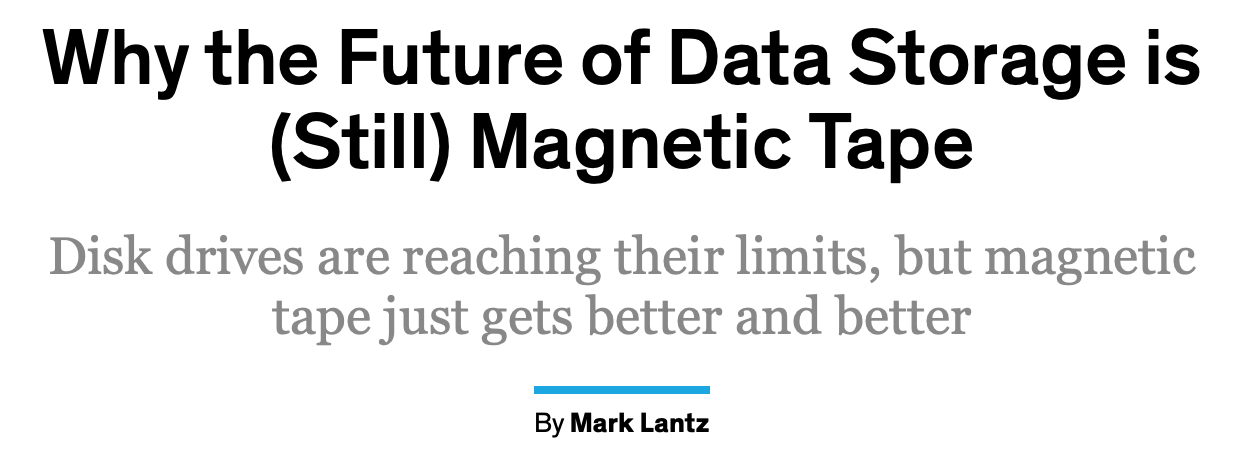 Why the Future of Data Storage is
(Still) Magnetic Tape
Disk drives are reaching their limits, but magnetic
tape just gets better and better
By Mark Lantz